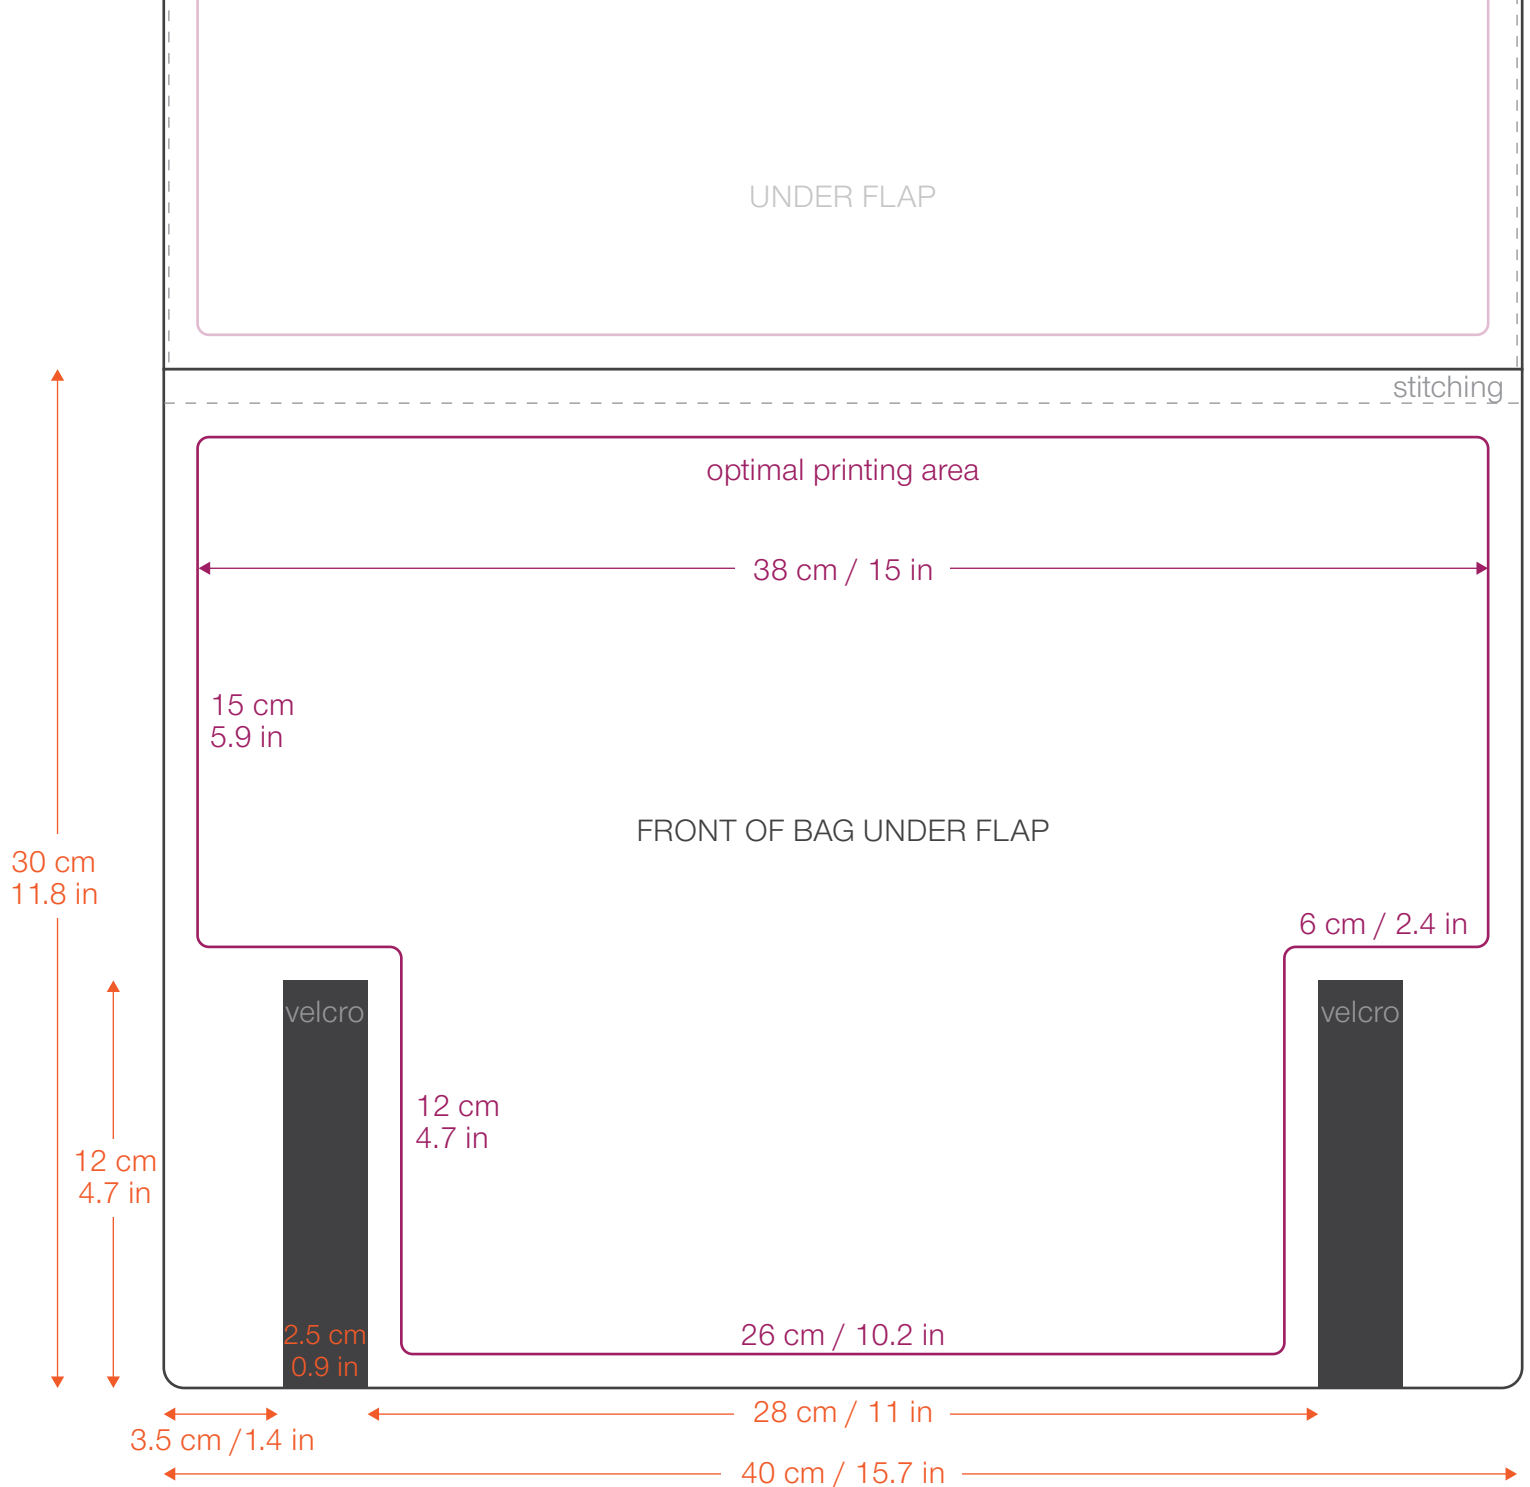 UNDER FLAP
stitching
optimal printing area
38 cm / 15 in
15 cm
5.9 in
FRONT OF BAG UNDER FLAP
30 cm
11.8 in
6 cm / 2.4 in
velcro
velcro
12 cm
4.7 in
12 cm
4.7 in
2.5 cm
0.9 in
26 cm / 10.2 in
28 cm / 11 in
3.5 cm /1.4 in
40 cm / 15.7 in